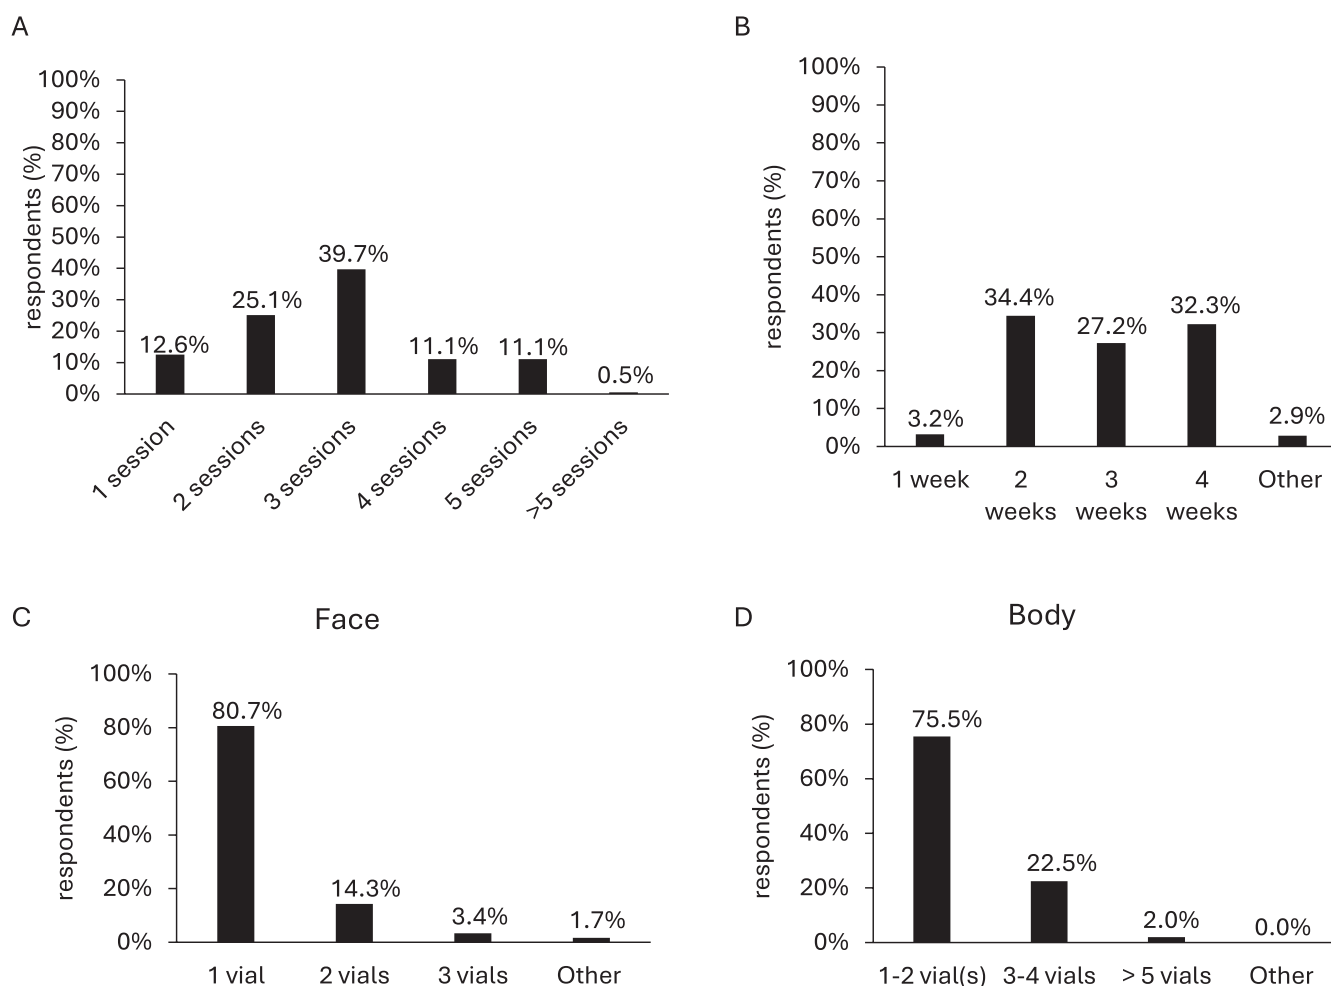 A
100%
90%
80%
70%
60%
50%
40%
30%
20%
10%
0%
respondents (%)
12.6%
25.1%
39.7%
11.1%
11.1%
0.5%
1 session
2 sessions
3 sessions
4 sessions
5 sessions
>5 sessions
B
100%
90%
80%
70%
60%
50%
40%
30%
20%
10%
0%
respondents (%)
3.2%
34.4%
27.2%
32.3%
2.9%
1 week
2
weeks
3
weeks
4
weeks
Other
C
Face
100%
80%
60%
40%
20%
0%
respondents (%)
80.7%
14.3%
3.4%
1.7%
1 vial
2 vials
3 vials
Other
D
Body
100%
80%
60%
40%
20%
0%
respondents (%)
75.5%
22.5%
2.0%
0.0%
1-2 vial(s)
3-4 vials
> 5 vials
Other